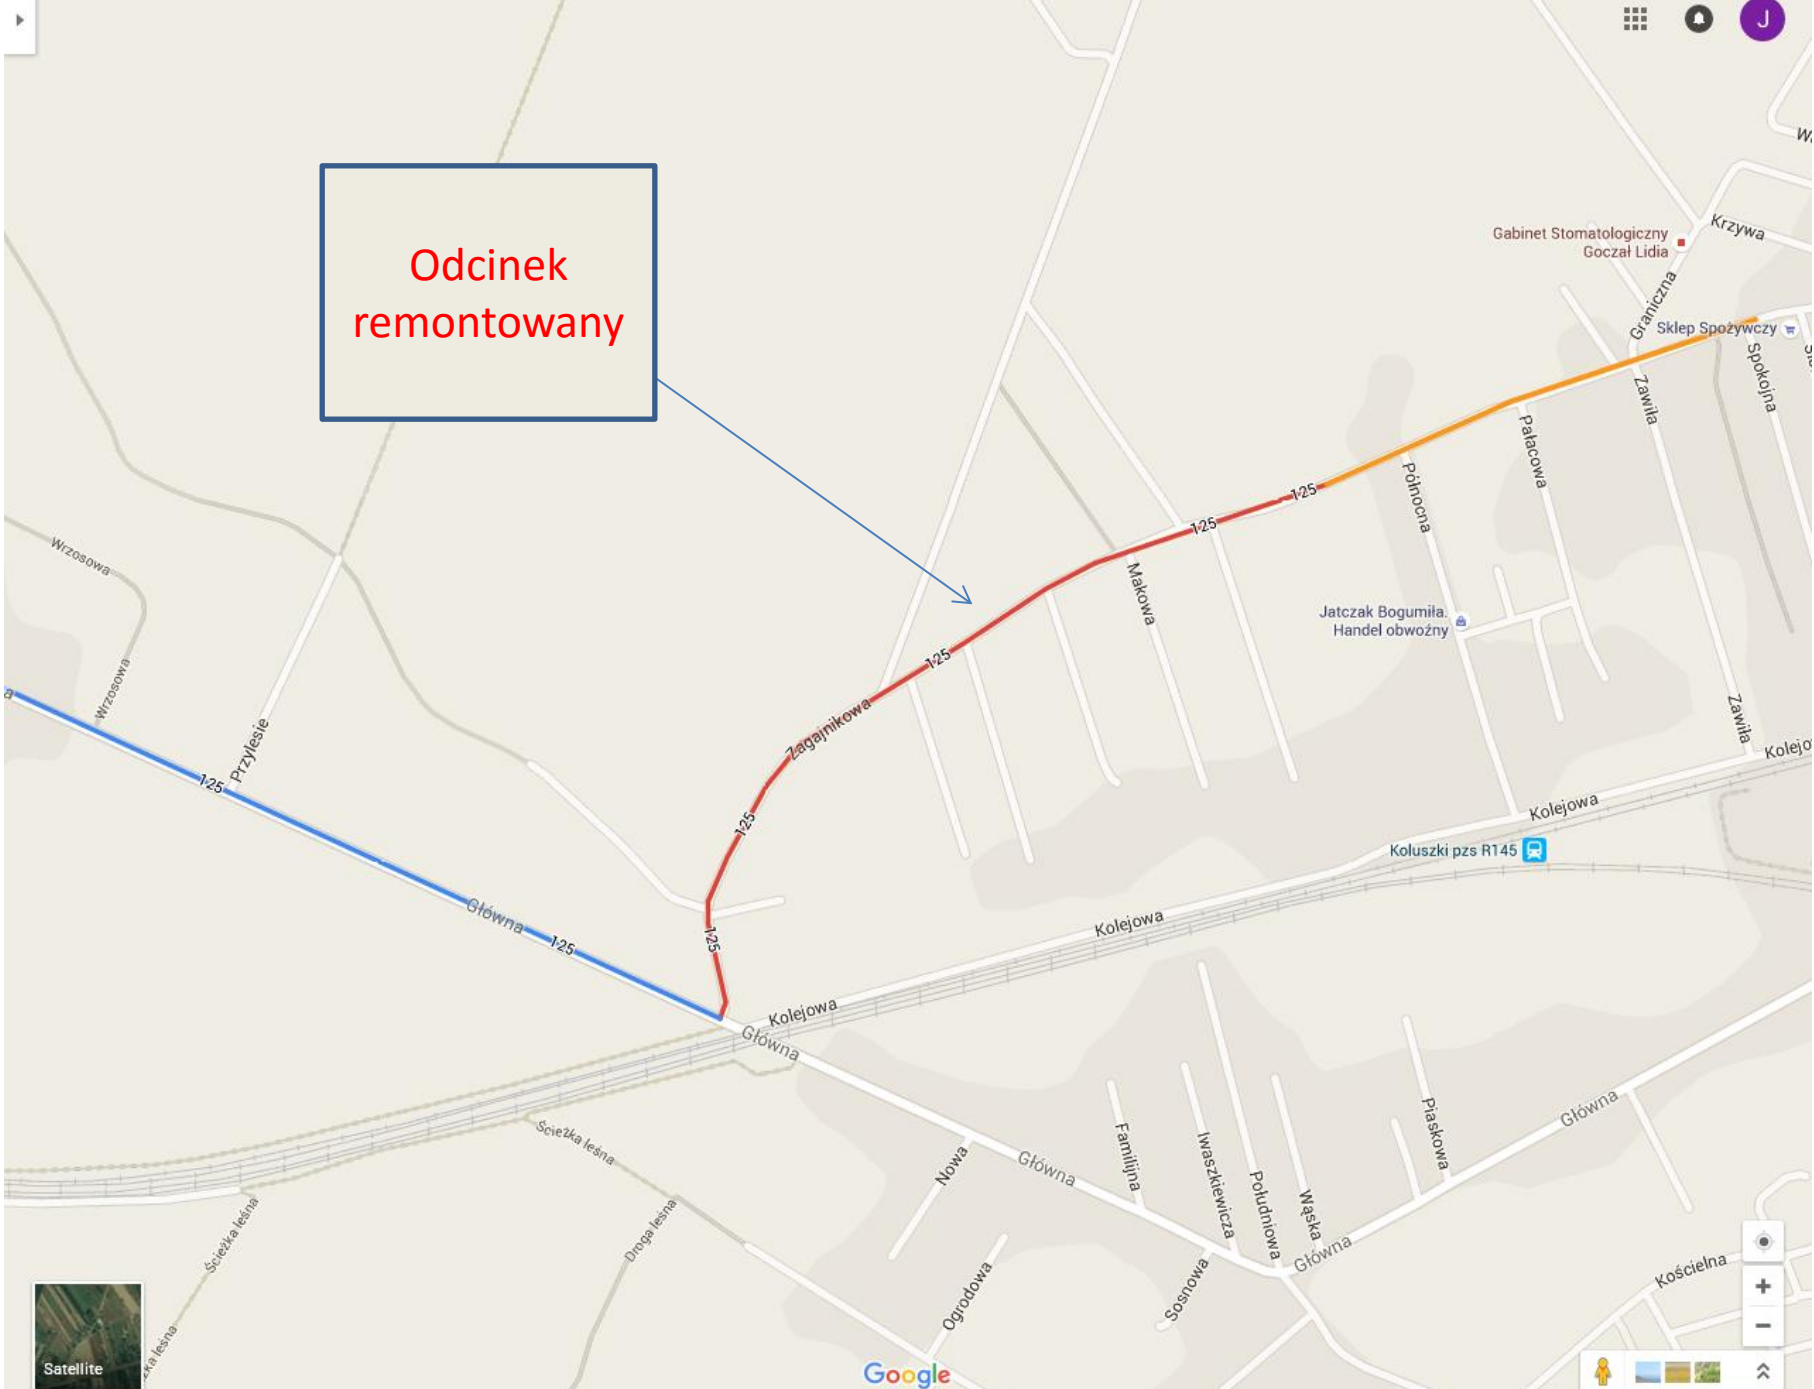 J
Odcinek
remontowany
Krzywa
Gabinet Stomatologiczny
Goczał Lidia
Graniczna
Sklep Spożywczy
Spokojna
Zawiła
Pałacowa
Północna
125
125
Makowa
Wrzosowa
Jatczak Bogumiła.
Handel obwoźny
125
Wrzosowa
Zagajnikowa
Zawiła
Przylesie
125
Kolejowa
125
Koluszki pzs R145
Główna
125
Kolejowa
125
Kolejowa
Główna
Główna
Piaskowa
Ścieżka leśna
Familijna
Iwaszkiewicza
Nowa
Główna
Południowa
Wąska
Ścieżka leśna
Droga leśna
Główna
Kościelna
Sosnowa
Ogrodowa
Satellite
Google